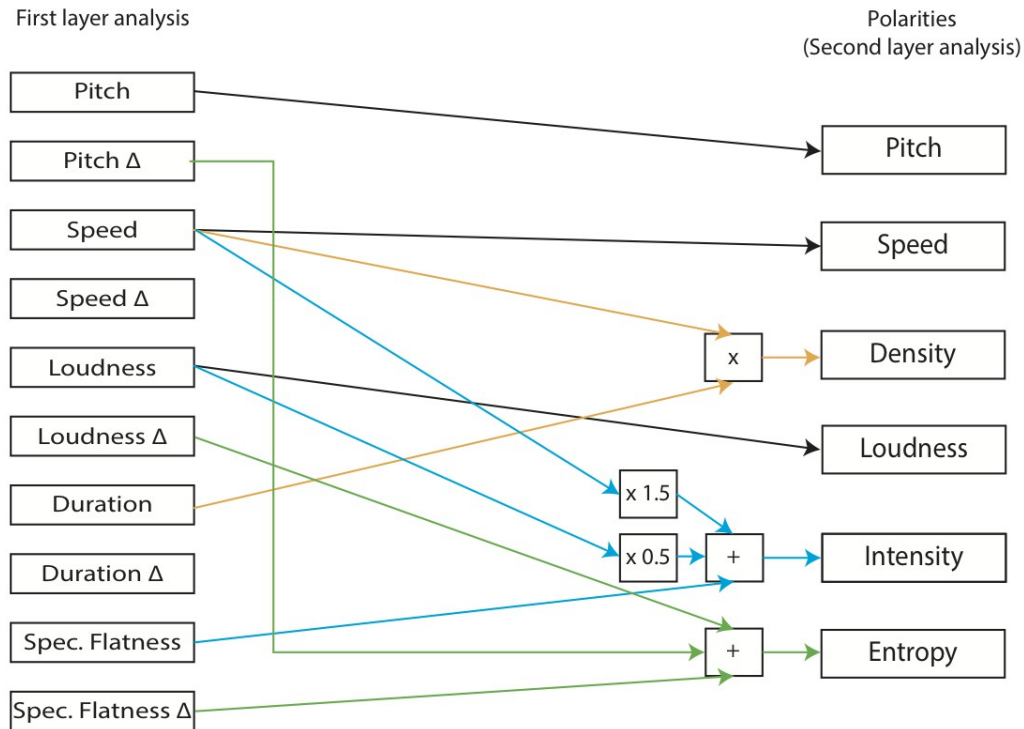 First layer analysis
Polarities
(Second layer analysis)
Pitch
Pitch Δ
Speed
Speed Δ
Loudness
Loudness Δ
Duration
Duration Δ
Spec. Flatness
Spec. Flatness Δ
x
x 1.5
x 0.5
+
+
Pitch
Speed
Density
Loudness
Intensity
Entropy